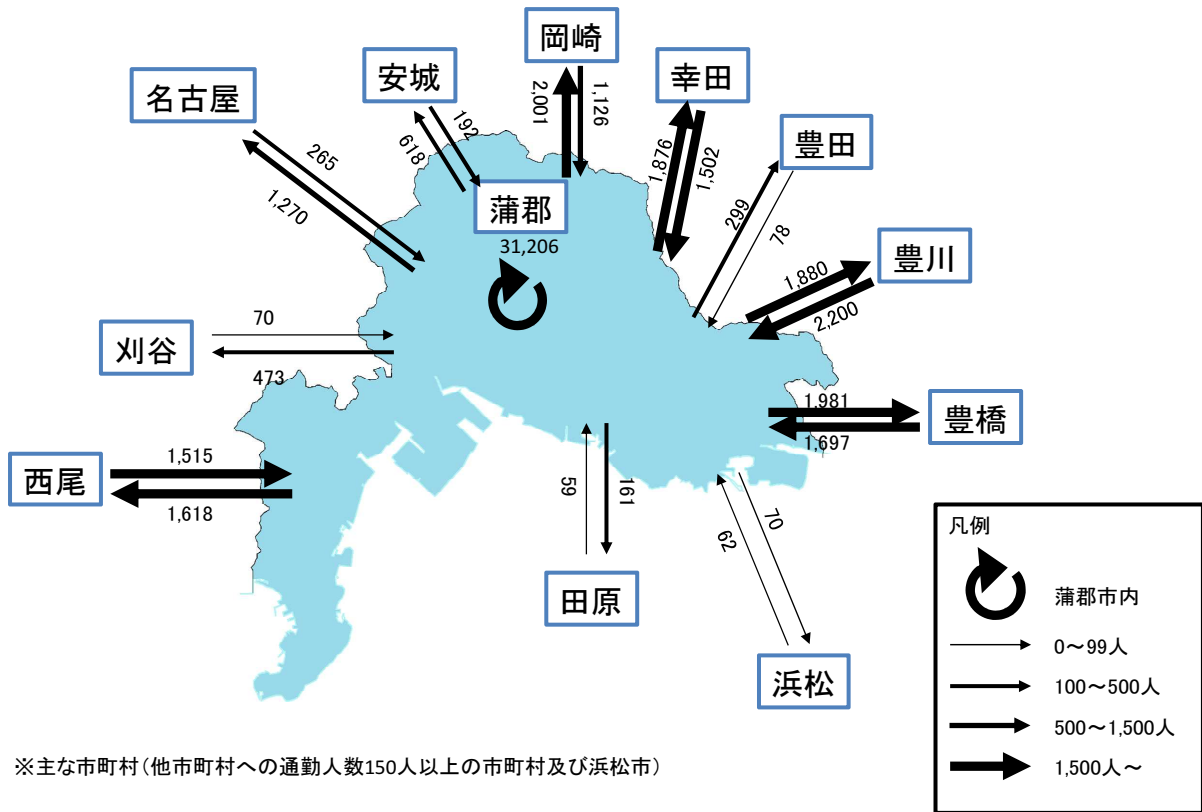 岡崎
2,001
1,126
安城
192
618
幸田
1,876
1,502
名古屋
265
1,270
豊田
299
78
蒲郡
31,206
豊川
1,880
2,200
刈谷
70
473
豊橋
1,981
1,697
西尾
1,515
1,618
59
161
田原
70
62
浜松
凡例
蒲郡市内
0～99人
100～500人
500～1,500人
1,500人～
※主な市町村（他市町村への通勤人数150人以上の市町村及び浜松市）